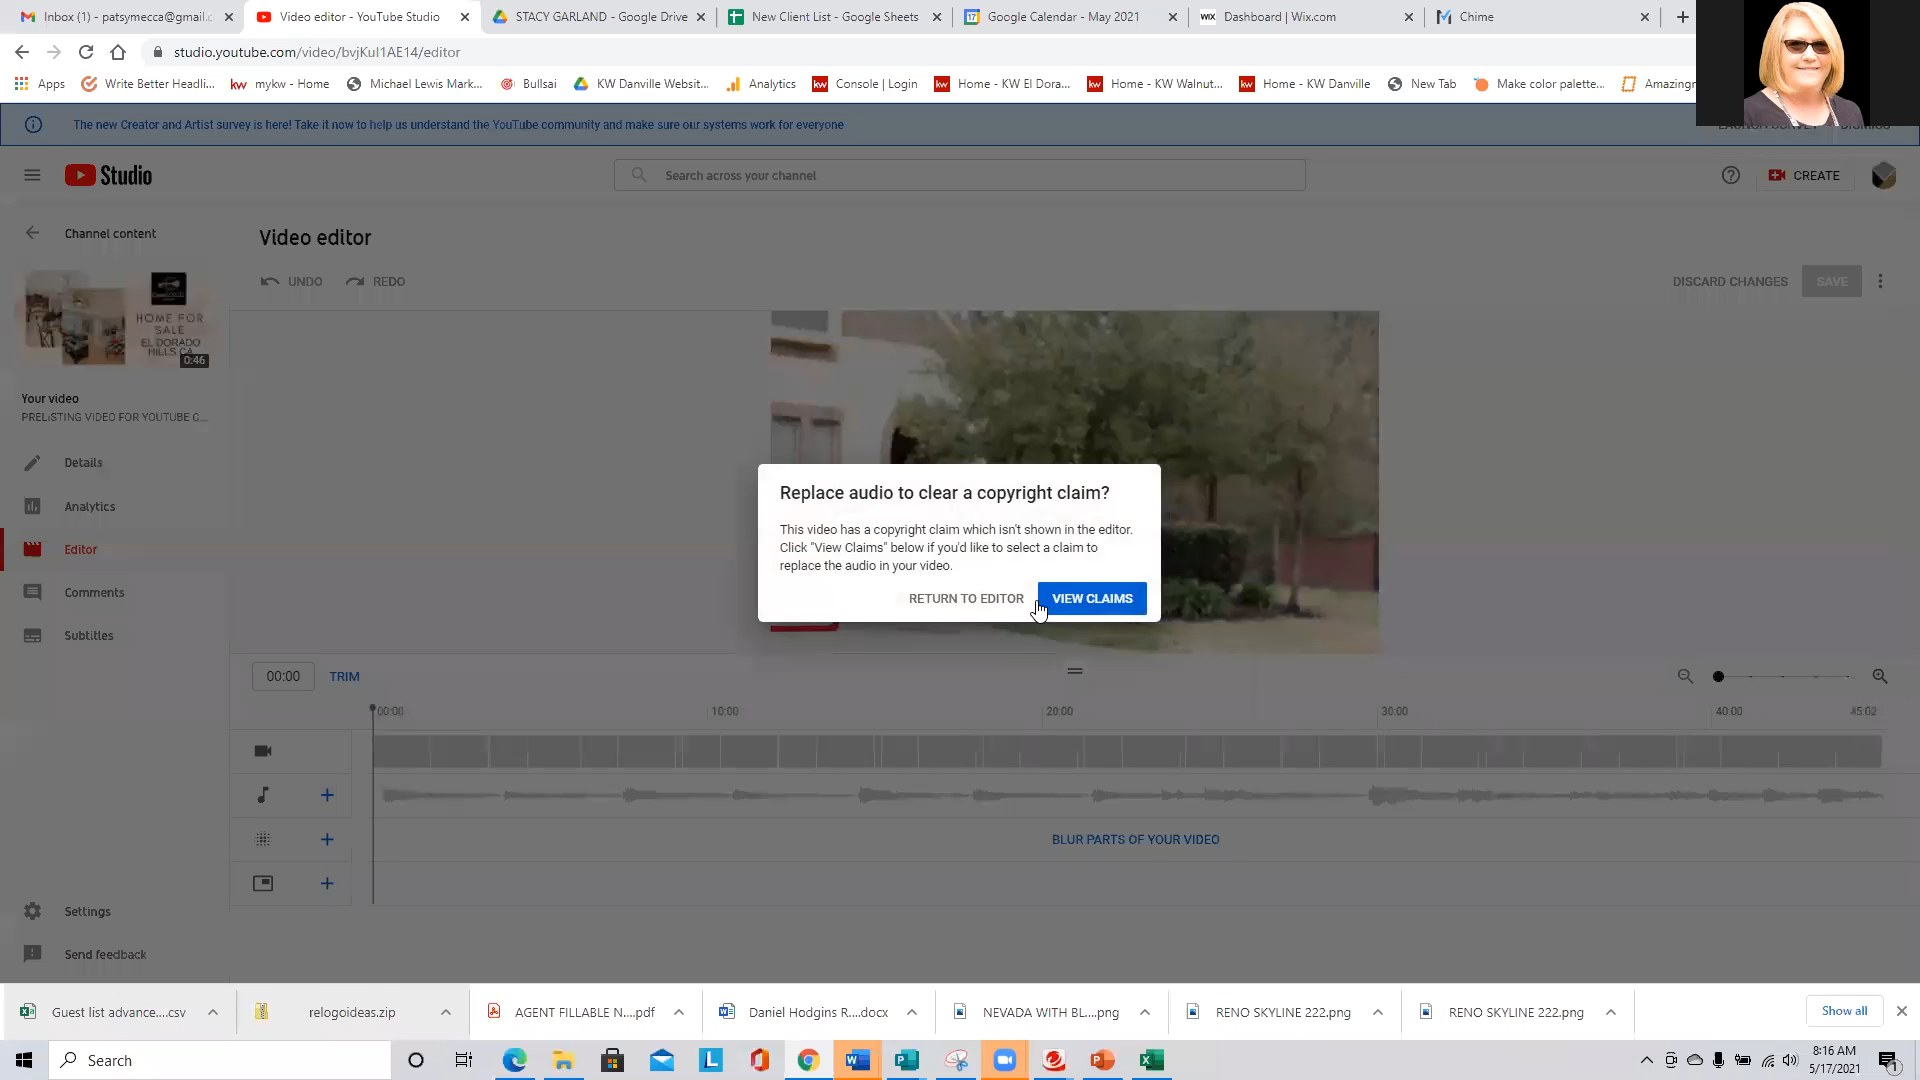 Inbox (1) - patsymecca@gmail.c
Video editor - YouTube Studio
STACY GARLAND - Google Drive
New Client List - Google Sheets
Google Calendar - May 2021
Dashboard | Wix.com
Chime
studio.youtube.com/video/bvjKuI1AE14/editor
Apps
Write Better Headli...
mykw - Home
Michael Lewis Mark...
Bullsai
KW Danville Websit...
Analytics
Console | Login
Home - KW El Dora...
Home - KW Walnut...
Home - KW Danville
New Tab
Make color palette...
Amazing
The new Creator and Artist survey is here! Take it now to help us understand the YouTube community and make sure our systems work for everyone
Studio
Search across your channel
CREATE
Channel content
Video editor
UNDO
REDO
DISCARD CHANGES
SAVE
HOME FOR
SALE
EL DORADO
HILLS CA
0:46
Your video
PRELISTING VIDEO FOR YOUTUBE C...
Details
Analytics
Editor
Comments
Subtitles
Replace audio to clear a copyright claim?
This video has a copyright claim which isn't shown in the editor.
Click "View Claims" below if you'd like to select a claim to
replace the audio in your video.
RETURN TO EDITOR
VIEW CLAIMS
00:00
TRIM
00:00
10:00
20:00
30:00
40:00
45:02
BLUR PARTS OF YOUR VIDEO
Settings
Send feedback
Guest list advance....csv
relogoideas.zip
AGENT FILLABLE N....pdf
Daniel Hodgins R....docx
NEVADA WITH BL....png
RENO SKYLINE 222.png
RENO SKYLINE 222.png
Show all
Search
8:16 AM
5/17/2021